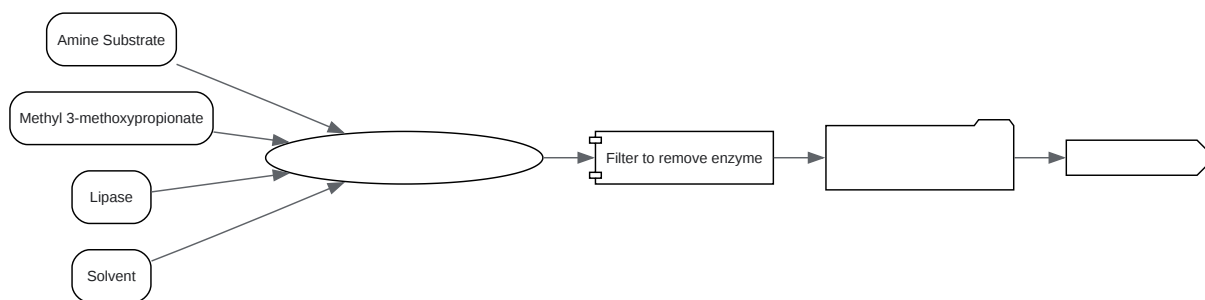 Amine Substrate
Methyl 3-methoxypropionate
Lipase
Solvent
Filter to remove enzyme